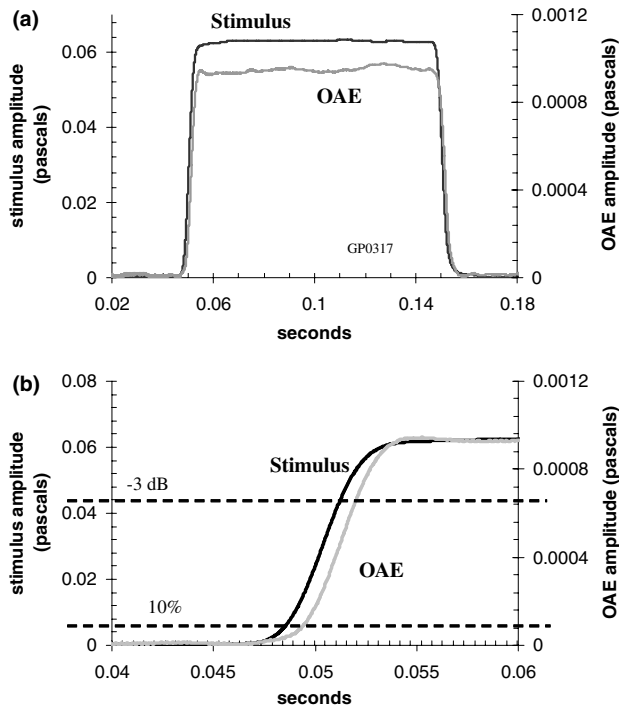 (a)
Stimulus
OAE
GP0317
stimulus amplitude
(pascals)
OAE amplitude (pascals)
0.06
0.04
0.02
0
0.0012
0.0008
0.0004
0
0.02
0.06
0.1
0.14
0.18
seconds
(b)
Stimulus
-3 dB
OAE
10%
stimulus amplitude
(pascals)
OAE amplitude (pascals)
0.08
0.06
0.04
0.02
0
0.0012
0.0008
0.0004
0
0.04
0.045
0.05
0.055
0.06
seconds